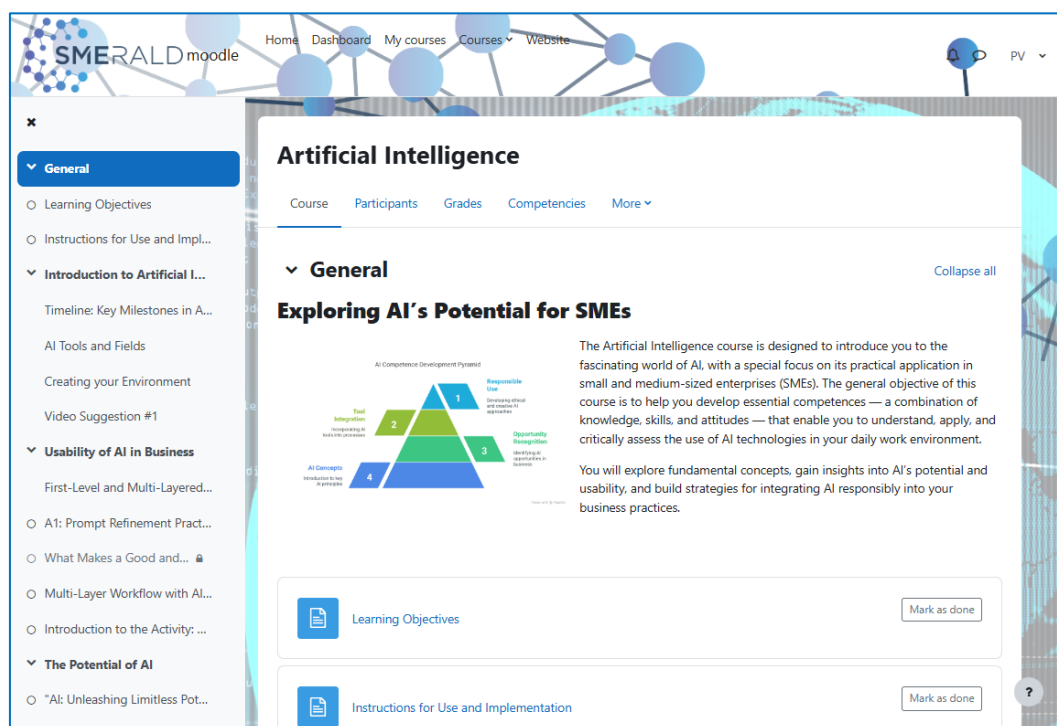 SMERALD moodle
Home Dashboard My courses Courses Website
PV
General
Learning Objectives
Instructions for Use and Impl...
Introduction to Artificial I...
Timeline: Key Milestones in A...
AI Tools and Fields
Creating your Environment
Video Suggestion #1
Usability of AI in Business
First-Level and Multi-Layered...
A1: Prompt Refinement Pract...
What Makes a Good and...
Multi-Layer Workflow with AI...
Introduction to the Activity: ...
The Potential of AI
"AI: Unleashing Limitless Pot...
Artificial Intelligence
Course Participants Grades Competencies More
General
Collapse all
Exploring AI's Potential for SMEs
AI Competence Development Pyramid
1
Responsible
Use
Developing ethical
and creative AI
approaches
Tool
Integration
Incorporating AI
tools into processes
2
3
Opportunity
Recognition
Identifying AI
opportunities in
business
AI Concepts
Introduction to key
AI principles
4
The Artificial Intelligence course is designed to introduce you to the
fascinating world of AI, with a special focus on its practical application in
small and medium-sized enterprises (SMEs). The general objective of this
course is to help you develop essential competences — a combination of
knowledge, skills, and attitudes — that enable you to understand, apply, and
critically assess the use of AI technologies in your daily work environment.
You will explore fundamental concepts, gain insights into AI's potential and
usability, and build strategies for integrating AI responsibly into your
business practices.
Learning Objectives
Mark as done
Instructions for Use and Implementation
Mark as done
?